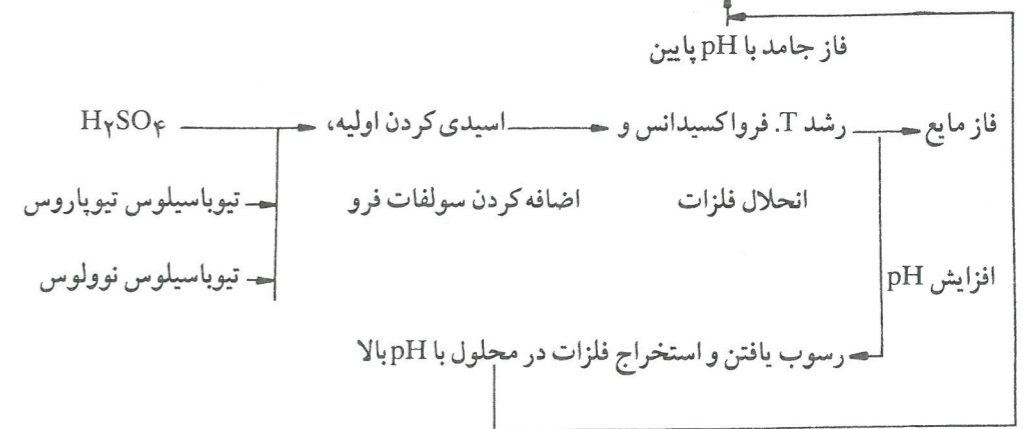 فاز جامد با pH پایین
H۲SO۴
اسیدی کردن اولیه،
رشد T. فرواکسیدانس و
فاز مایع
تیوباسیلوس تیوپاروس
اضافه کردن سولفات فرو
انحلال فلزات
تیوباسیلوس نوولوس
افزایش pH
رسوب یافتن و استخراج فلزات در محلول با pH بالا